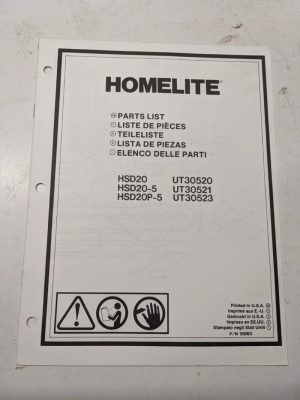 HOMELITE®
PARTS LIST
LISTE DE PIÈCES
TEILELISTE
LISTA DE PIEZAS
ELENCO DELLE PARTI
HSD20 UT30520
HSD20-5 UT30521
HSD20P-5 UT30523
Printed in U.S.A.
Imprimé aux E.-U.
Gedruckt in U.S.A.
Impreso en EE.UU.
Stampato negli Stati Uniti
P/N